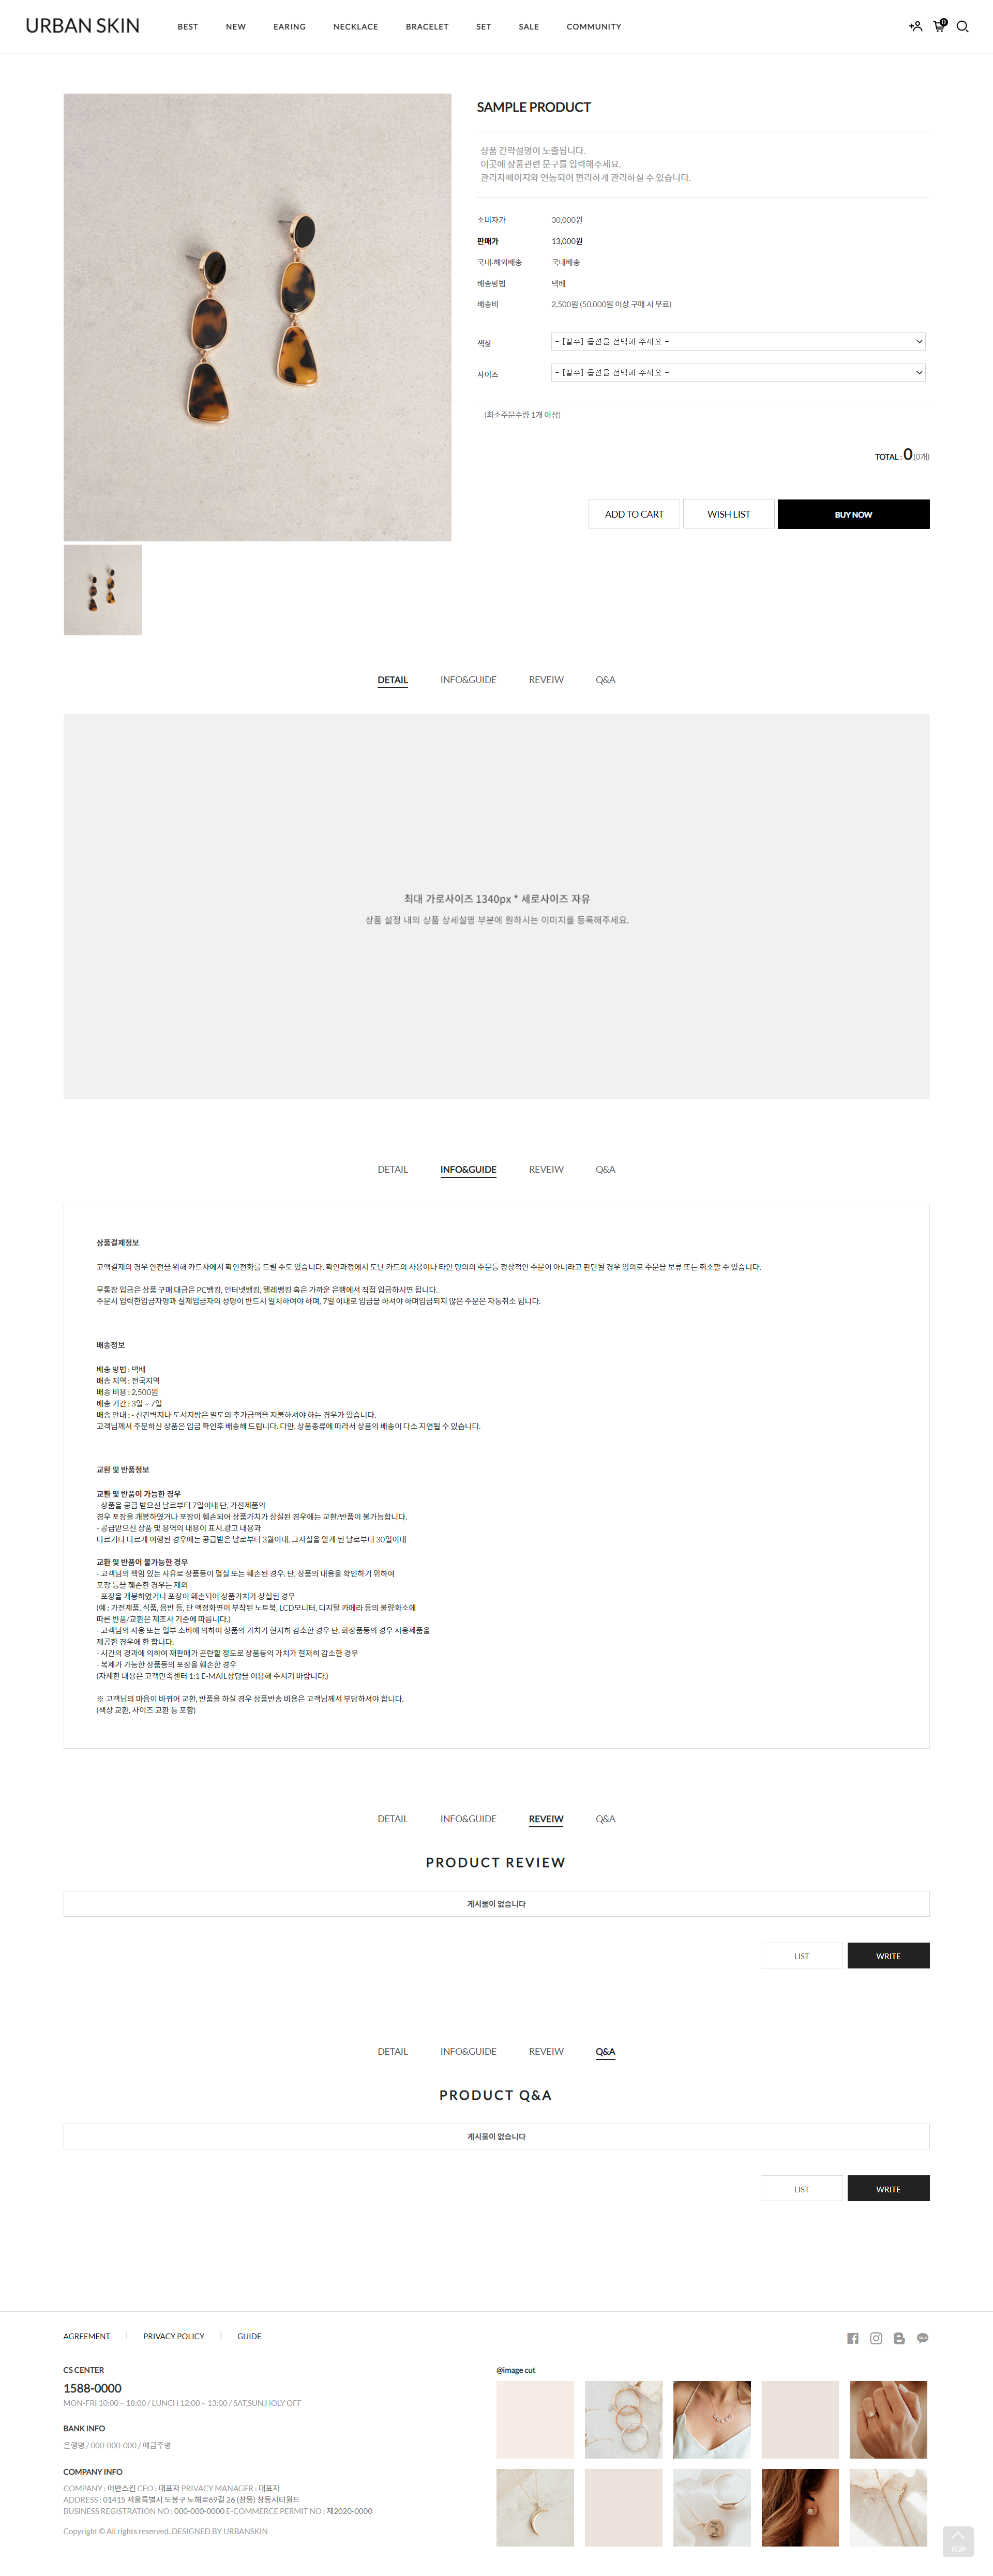 URBAN SKIN
BEST NEW EARING NECKLACE BRACELET SET SALE COMMUNITY
0
SAMPLE PRODUCT
상품 간략설명이 노출됩니다.
이곳에 상품관련 문구를 입력해주세요.
관리자페이지와 연동되어 편리하게 관리하실 수 있습니다.
소비자가 30,000원
판매가 13,000원
국내·해외배송 국내배송
배송방법 택배
배송비 2,500원 (50,000원 이상 구매 시 무료)
색상 - [필수] 옵션을 선택해 주세요 -
사이즈 - [필수] 옵션을 선택해 주세요 -
(최소주문수량 1개 이상)
TOTAL : 0 (0개)
ADD TO CART WISH LIST BUY NOW
DETAIL INFO&GUIDE REVEIW Q&A
최대 가로사이즈 1340px * 세로사이즈 자유
상품 설정 내의 상품 상세설명 부분에 원하시는 이미지를 등록해주세요.
DETAIL INFO&GUIDE REVEIW Q&A
상품결제정보
고액결제의 경우 안전을 위해 카드사에서 확인전화를 드릴 수도 있습니다. 확인과정에서 도난 카드의 사용이나 타인 명의의 주문등 정상적인 주문이 아니라고 판단될 경우 임의로 주문을 보류 또는 취소할 수 있습니다.
무통장 입금은 상품 구매 대금은 PC뱅킹, 인터넷뱅킹, 텔레뱅킹 혹은 가까운 은행에서 직접 입금하시면 됩니다.
주문시 입력한입금자명과 실제입금자의 성명이 반드시 일치하여야 하며, 7일 이내로 입금을 하셔야 하며입금되지 않은 주문은 자동취소 됩니다.
배송정보
배송 방법 : 택배
배송 지역 : 전국지역
배송 비용 : 2,500원
배송 기간 : 3일 ~ 7일
배송 안내 : - 산간벽지나 도서지방은 별도의 추가금액을 지불하셔야 하는 경우가 있습니다.
고객님께서 주문하신 상품은 입금 확인후 배송해 드립니다. 다만, 상품종류에 따라서 상품의 배송이 다소 지연될 수 있습니다.
교환 및 반품정보
교환 및 반품이 가능한 경우
- 상품을 공급 받으신 날로부터 7일이내 단, 가전제품의
경우 포장을 개봉하였거나 포장이 훼손되어 상품가치가 상실된 경우에는 교환/반품이 불가능합니다.
- 공급받으신 상품 및 용역의 내용이 표시.광고 내용과
다르거나 다르게 이행된 경우에는 공급받은 날로부터 3월이내, 그사실을 알게 된 날로부터 30일이내
교환 및 반품이 불가능한 경우
- 고객님의 책임 있는 사유로 상품등이 멸실 또는 훼손된 경우. 단, 상품의 내용을 확인하기 위하여
포장 등을 훼손한 경우는 제외
- 포장을 개봉하였거나 포장이 훼손되어 상품가치가 상실된 경우
(예 : 가전제품, 식품, 음반 등, 단 액정화면이 부착된 노트북, LCD모니터, 디지털 카메라 등의 불량화소에
따른 반품/교환은 제조사 기준에 따릅니다.)
- 고객님의 사용 또는 일부 소비에 의하여 상품의 가치가 현저히 감소한 경우 단, 화장품등의 경우 시용제품을
제공한 경우에 한 합니다.
- 시간의 경과에 의하여 재판매가 곤란할 정도로 상품등의 가치가 현저히 감소한 경우
- 복제가 가능한 상품등의 포장을 훼손한 경우
(자세한 내용은 고객만족센터 1:1 E-MAIL상담을 이용해 주시기 바랍니다.)
※ 고객님의 마음이 바뀌어 교환, 반품을 하실 경우 상품반송 비용은 고객님께서 부담하셔야 합니다.
(색상 교환, 사이즈 교환 등 포함)
DETAIL INFO&GUIDE REVEIW Q&A
PRODUCT REVIEW
게시물이 없습니다
LIST WRITE
DETAIL INFO&GUIDE REVEIW Q&A
PRODUCT Q&A
게시물이 없습니다
LIST WRITE
AGREEMENT PRIVACY POLICY GUIDE
CS CENTER
1588-0000
MON-FRI 10:00 ~ 18:00 / LUNCH 12:00 ~ 13:00 / SAT,SUN,HOLY OFF
BANK INFO
은행명 / 000-000-000 / 예금주명
COMPANY INFO
COMPANY : 어반스킨 CEO : 대표자 PRIVACY MANAGER : 대표자
ADDRESS : 01415 서울특별시 도봉구 노해로69길 26 (창동) 창동시티월드
BUSINESS REGISTRATION NO : 000-000-0000 E-COMMERCE PERMIT NO : 제2020-0000
Copyright © All rights reserved. DESIGNED BY URBANSKIN
@image cut
TOP